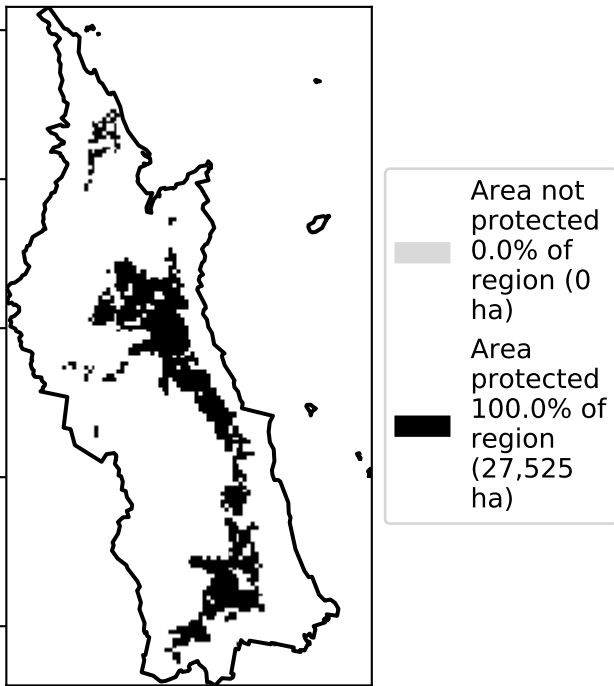 Area not
protected
0.0% of
region (0
ha)
Area
protected
100.0% of
region
(27,525
ha)